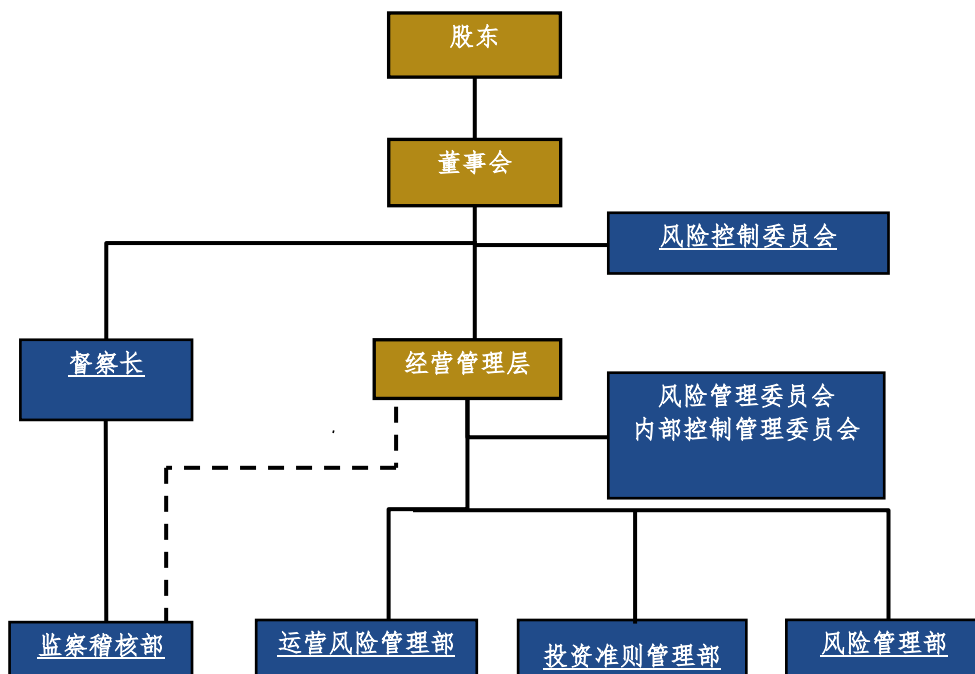 股东
董事会
风险控制委员会
督察长
经营管理层
风险管理委员会
内部控制管理委员会
监察稽核部
运营风险管理部
投资准则管理部
风险管理部